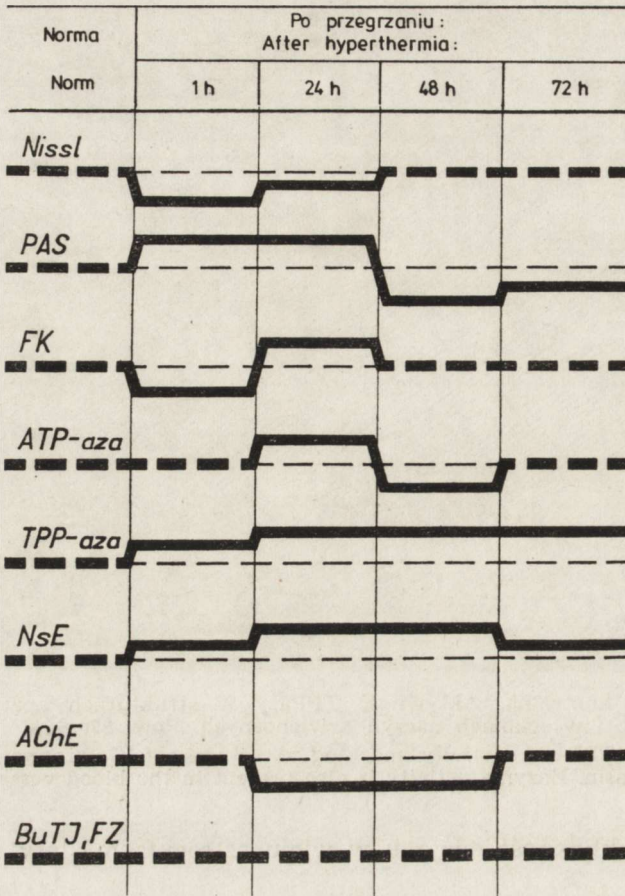 Norma
Norm
Po przegrzaniu:
After hyperthermia:
1 h
24 h
48 h
72 h
Nissl
PAS
FK
ATP-aza
TPP-aza
NsE
AChE
BuTJ, FZ